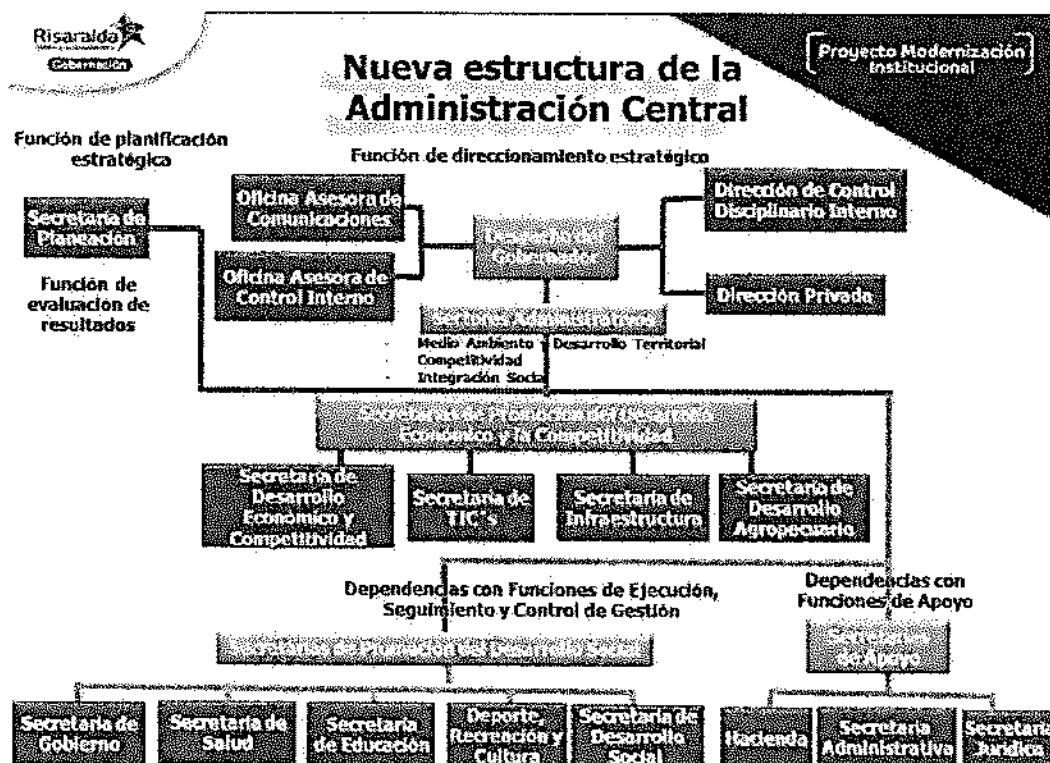 Risaralda
Gobernación
Nueva estructura de la
Administración Central
Proyecto Modernización
Institucional
Función de planificación
estratégica
Función de direccionamiento estratégico
Secretaría de
Planeación
Función de
evaluación de
resultados
Oficina Asesora de
Comunicaciones
Oficina Asesora de
Control Interno
Despacho del
Gobernador
Dirección de Control
Disciplinario Interno
Dirección Privada
Sectores Administrativos
Medio Ambiente y Desarrollo Territorial
Competitividad
Integración Social
Secretarías de Promoción del Desarrollo
Económico y la Competitividad
Secretaría de
Desarrollo
Económico y
Competitividad
Secretaría de
TIC´s
Secretaría de
Infraestructura
Secretaría de
Desarrollo
Agropecuario
Dependencias con Funciones de Ejecución,
Seguimiento y Control de Gestión
Dependencias con
Funciones de Apoyo
Secretarías de Promoción del Desarrollo Social
Secretarías
de Apoyo
Secretaría de
Gobierno
Secretaría de
Salud
Secretaría
de Educación
Deporte,
Recreación y
Cultura
Secretaría de
Desarrollo
Social
Hacienda
Secretaría
Administrativa
Secretaría
Jurídica